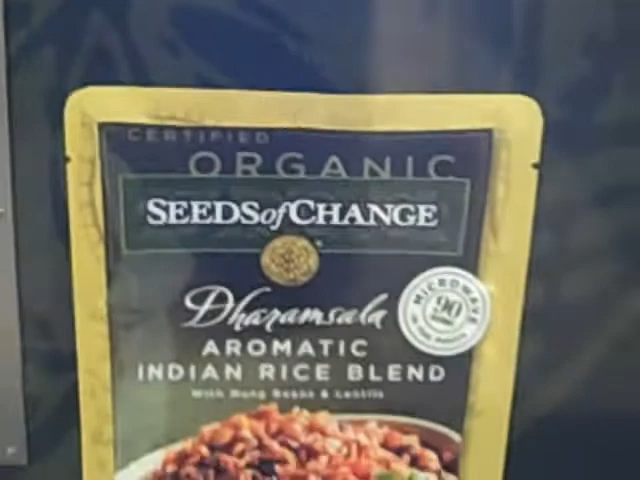 CERTIFIED
ORGANIC
SEEDS of CHANGE
Dharamsala
MICROWAVE
90
AROMATIC
INDIAN RICE BLEND
With Mung Beans & Lentils